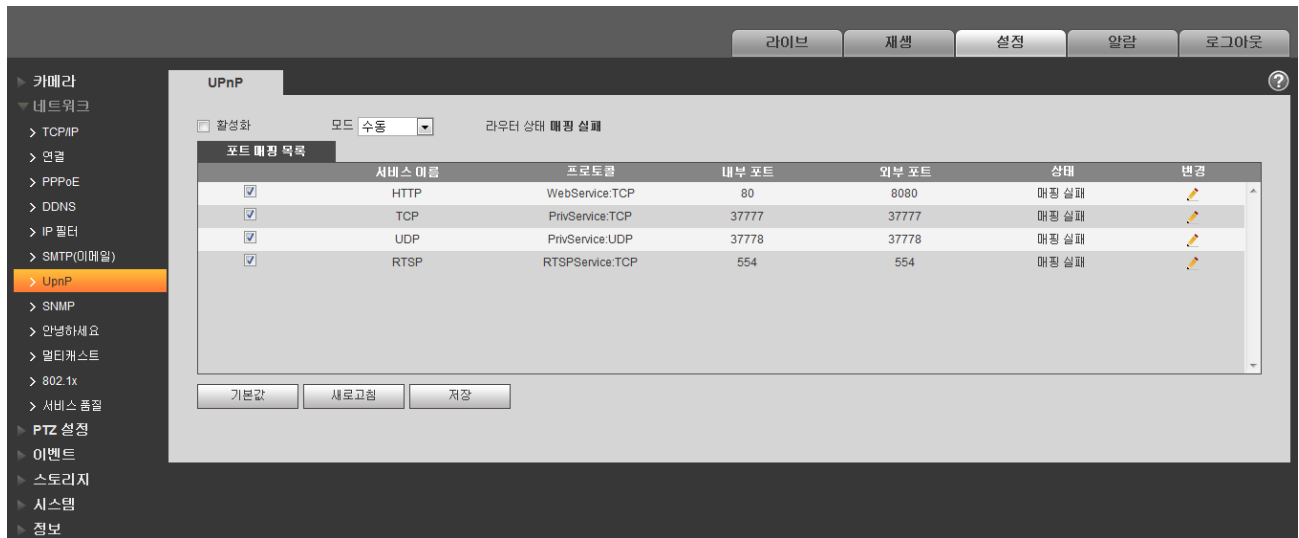 라이브 재생 설정 알람 로그아웃
카메라
네트워크
TCP/IP
연결
PPPoE
DDNS
IP 필터
SMTP(이메일)
UpnP
SNMP
안녕하세요
멀티캐스트
802.1x
서비스 품질
PTZ 설정
이벤트
스토리지
시스템
정보
UPnP
?
활성화 모드 수동 라우터 상태 매핑 실패
포트 매핑 목록
서비스 이름 프로토콜 내부 포트 외부 포트 상태 변경
HTTP WebService:TCP 80 8080 매핑 실패
TCP PrivService:TCP 37777 37777 매핑 실패
UDP PrivService:UDP 37778 37778 매핑 실패
RTSP RTSPService:TCP 554 554 매핑 실패
기본값 새로고침 저장